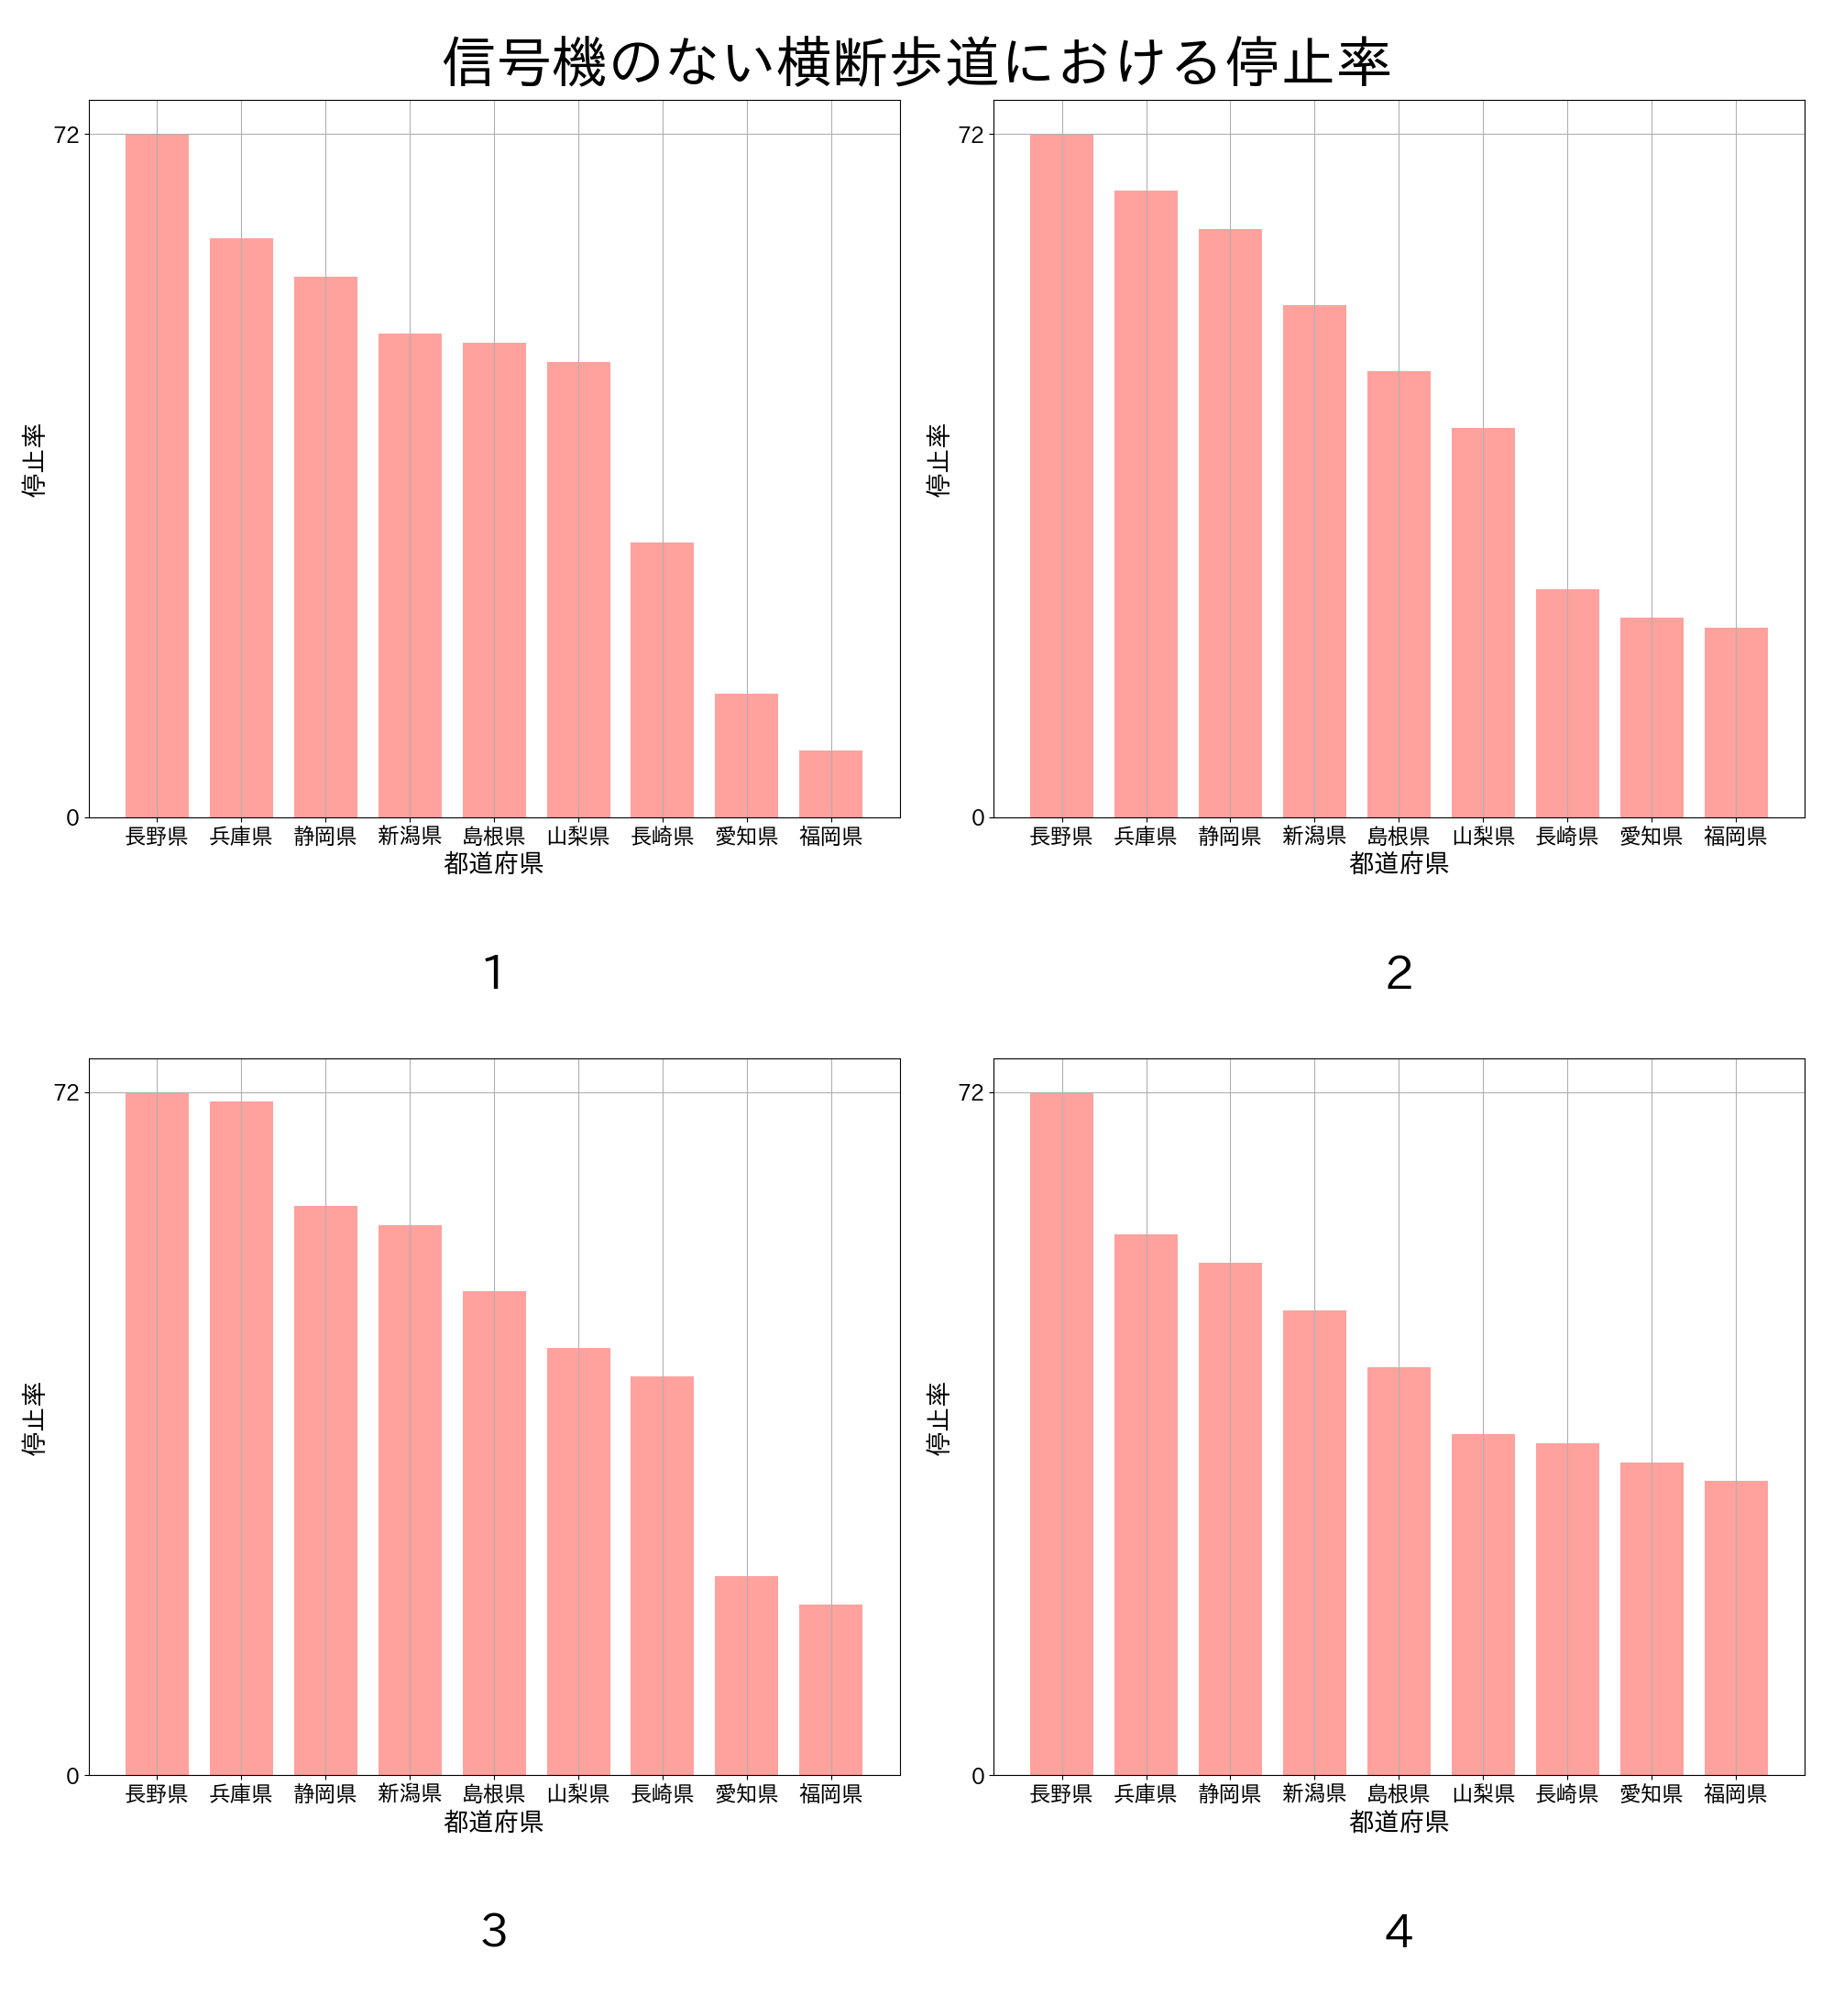 信号機のない横断歩道における停止率
72
0
停止率
長野県 兵庫県 静岡県 新潟県 島根県 山梨県 長崎県 愛知県 福岡県
都道府県
1
72
0
停止率
長野県 兵庫県 静岡県 新潟県 島根県 山梨県 長崎県 愛知県 福岡県
都道府県
2
72
0
停止率
長野県 兵庫県 静岡県 新潟県 島根県 山梨県 長崎県 愛知県 福岡県
都道府県
3
72
0
停止率
長野県 兵庫県 静岡県 新潟県 島根県 山梨県 長崎県 愛知県 福岡県
都道府県
4